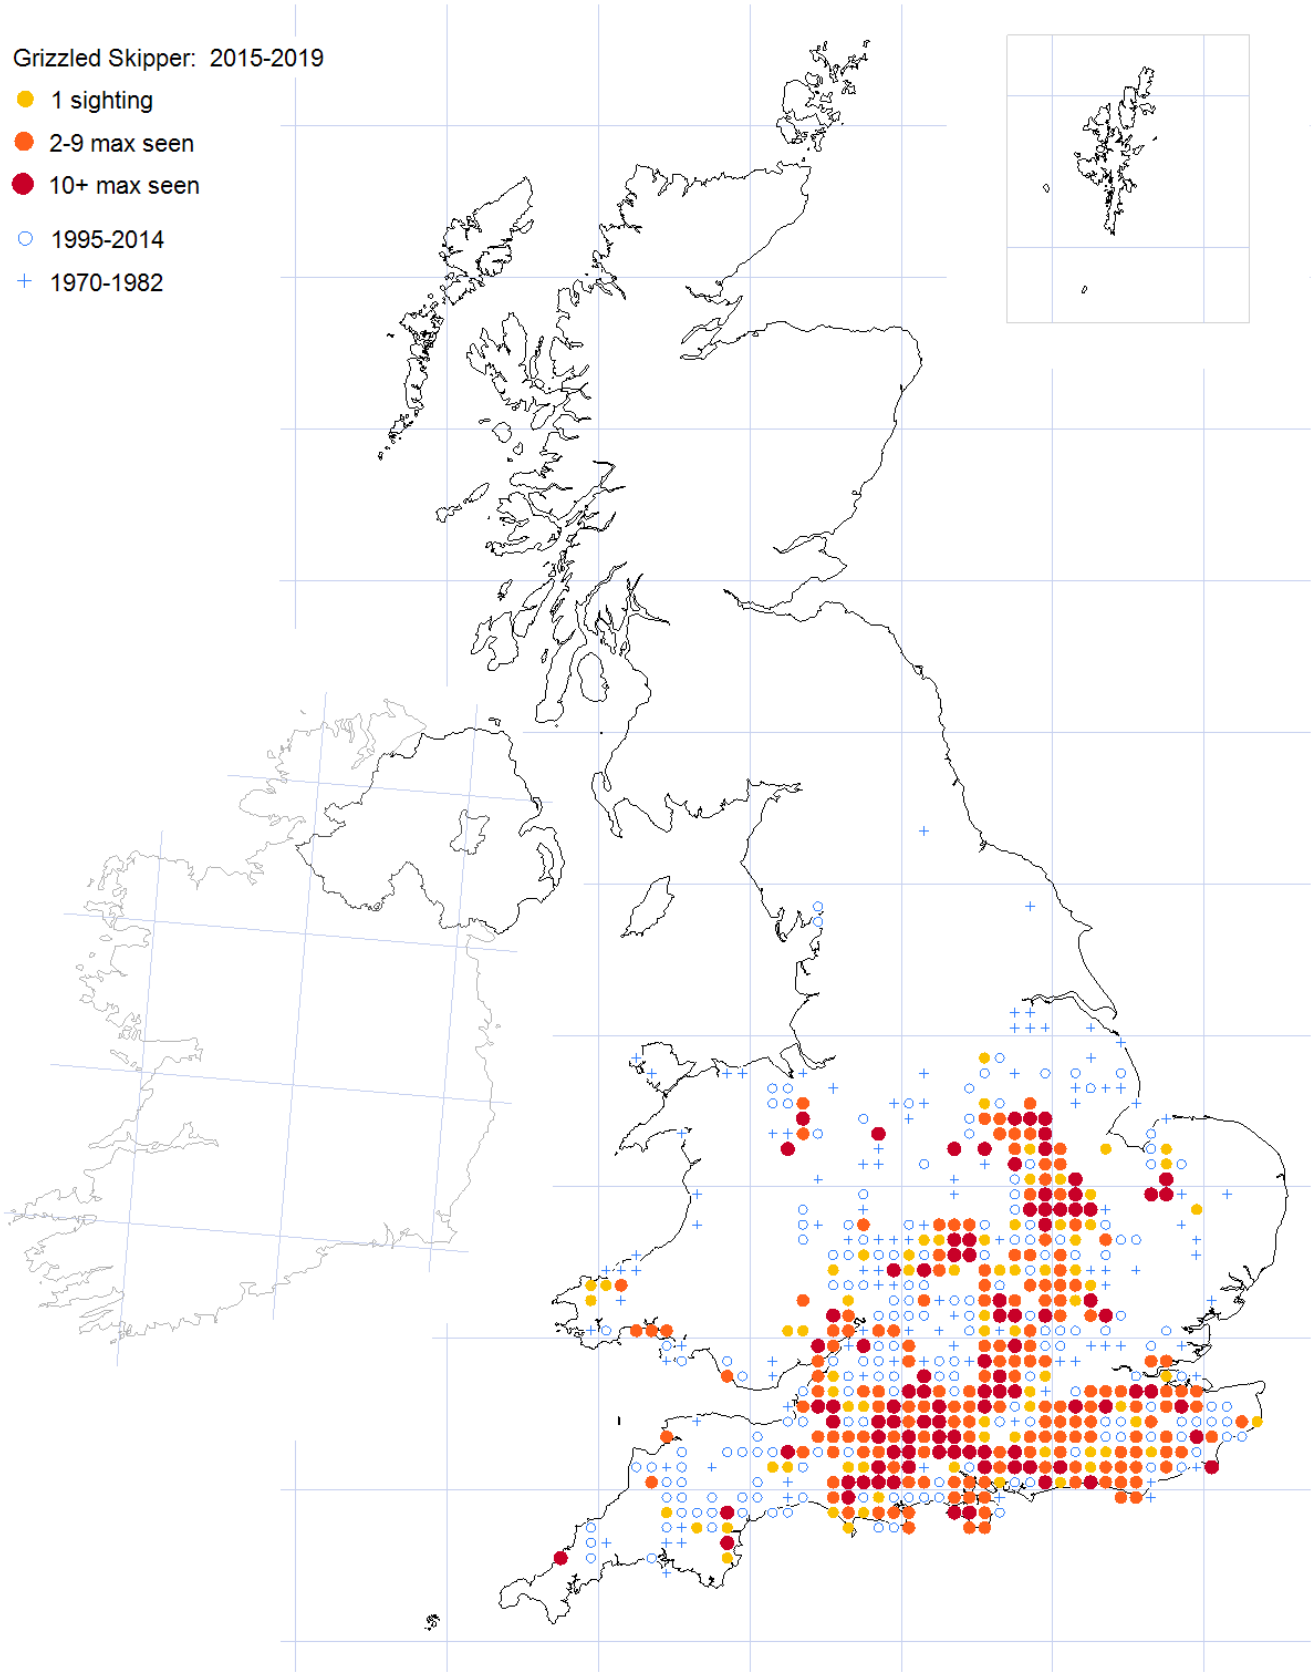 Grizzled Skipper: 2015-2019
1 sighting
2-9 max seen
10+ max seen
1995-2014
1970-1982